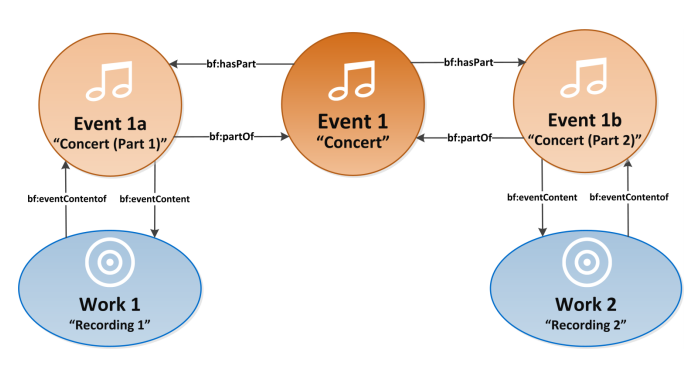 bf:hasPart
bf:hasPart
Event 1a
“Concert (Part 1)”
Event 1
“Concert”
Event 1b
“Concert (Part 2)”
bf:partOf
bf:partOf
bf:eventContentof
bf:eventContent
bf:eventContent
bf:eventContentof
Work 1
“Recording 1”
Work 2
“Recording 2”